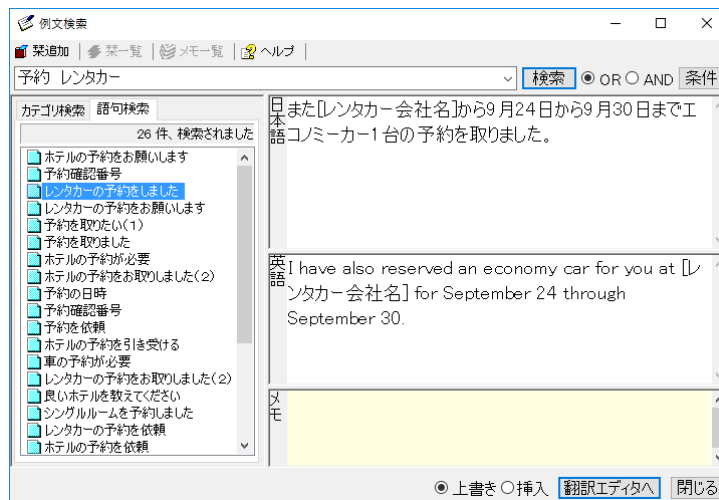 例文検索
栞追加 栞一覧 メモ一覧 ヘルプ
予約 レンタカー 検索 OR AND 条件
カテゴリ検索 語句検索
26 件、検索されました
ホテルの予約をお願いします
予約確認番号
レンタカーの予約をしました
レンタカーの予約をお願いします
予約を取りたい(1)
予約を取りました
ホテルの予約が必要
ホテルの予約をお取りしました(2)
予約の日時
予約確認番号
予約を依頼
ホテルの予約を引き受ける
車の予約が必要
レンタカーの予約をお取りしました(2)
良いホテルを教えてください
シングルルームを予約しました
レンタカーの予約を依頼
ホテルの予約を依頼
日本語
また[レンタカー会社名]から9月24日から9月30日までエ
コノミーカー1台の予約を取りました。
英語
I have also reserved an economy car for you at [レ
ンタカー会社名] for September 24 through
September 30.
メモ
上書き 挿入 翻訳エディタへ 閉じる